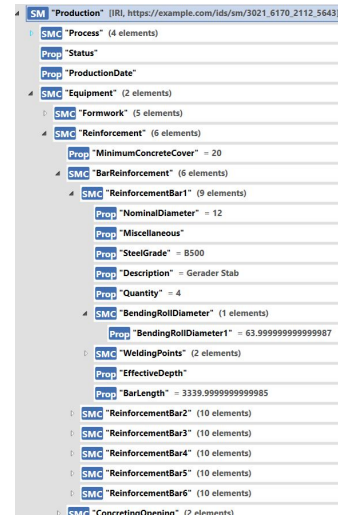 SM "Production" [IRI, https://example.com/ids/sm/3021_6170_2112_5643]
SMC "Process" (4 elements)
Prop "Status"
Prop "ProductionDate"
SMC "Equipment" (2 elements)
SMC "Formwork" (5 elements)
SMC "Reinforcement" (6 elements)
Prop "MinimumConcreteCover" = 20
SMC "BarReinforcement" (6 elements)
SMC "ReinforcementBar1" (9 elements)
Prop "NominalDiameter" = 12
Prop "Miscellaneous"
Prop "SteelGrade" = B500
Prop "Description" = Gerader Stab
Prop "Quantity" = 4
SMC "BendingRollDiameter" (1 elements)
Prop "BendingRollDiameter1" = 63.999999999999987
SMC "WeldingPoints" (2 elements)
Prop "EffectiveDepth"
Prop "BarLength" = 3339.9999999999985
SMC "ReinforcementBar2" (10 elements)
SMC "ReinforcementBar3" (10 elements)
SMC "ReinforcementBar4" (10 elements)
SMC "ReinforcementBar5" (10 elements)
SMC "ReinforcementBar6" (10 elements)
SMC "ConcretingOpening" (2 elements)